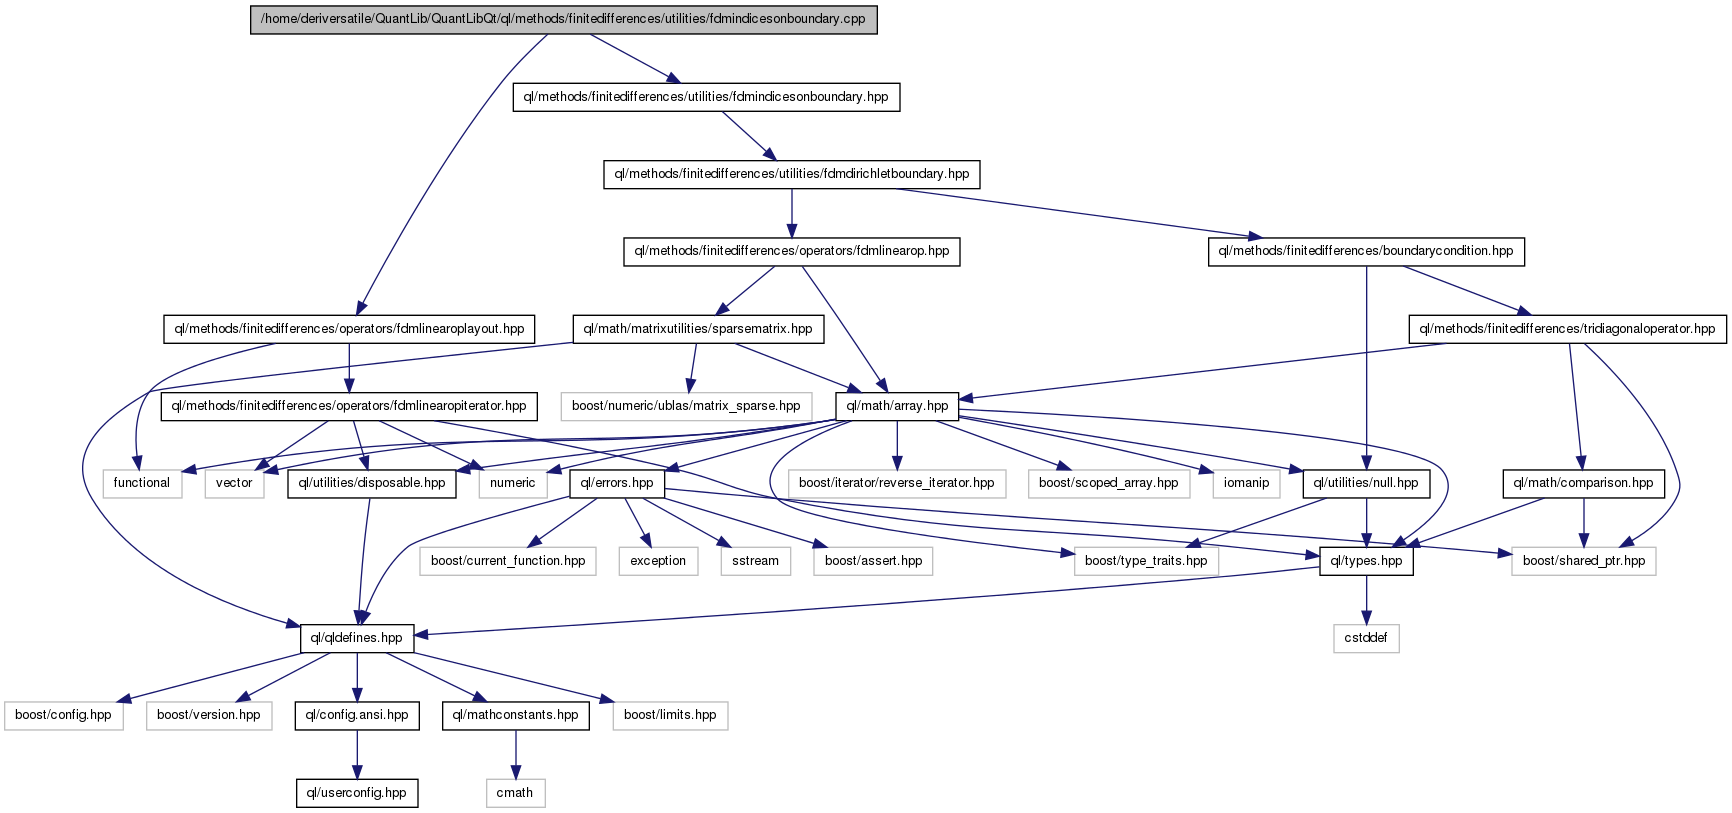 /home/deriversatile/QuantLib/QuantLibQt/ql/methods/finitedifferences/utilities/fdmindicesonboundary.cpp
ql/methods/finitedifferences/utilities/fdmindicesonboundary.hpp
ql/methods/finitedifferences/utilities/fdmdirichletboundary.hpp
ql/methods/finitedifferences/operators/fdmlinearop.hpp
ql/methods/finitedifferences/boundarycondition.hpp
ql/methods/finitedifferences/operators/fdmlinearoplayout.hpp
ql/math/matrixutilities/sparsematrix.hpp
ql/methods/finitedifferences/tridiagonaloperator.hpp
ql/methods/finitedifferences/operators/fdmlinearopiterator.hpp
boost/numeric/ublas/matrix_sparse.hpp
ql/math/array.hpp
functional
vector
ql/utilities/disposable.hpp
numeric
ql/errors.hpp
boost/iterator/reverse_iterator.hpp
boost/scoped_array.hpp
iomanip
ql/utilities/null.hpp
ql/math/comparison.hpp
boost/current_function.hpp
exception
sstream
boost/assert.hpp
boost/type_traits.hpp
ql/types.hpp
boost/shared_ptr.hpp
ql/qldefines.hpp
cstddef
boost/config.hpp
boost/version.hpp
ql/config.ansi.hpp
ql/mathconstants.hpp
boost/limits.hpp
ql/userconfig.hpp
cmath